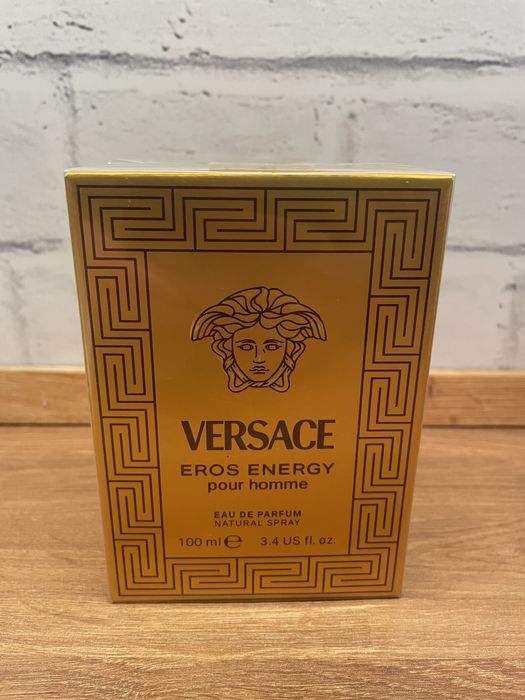 VERSACE
EROS ENERGY
pour homme
EAU DE PARFUM
NATURAL SPRAY
100 ml ℮ 3.4 US fl. oz.